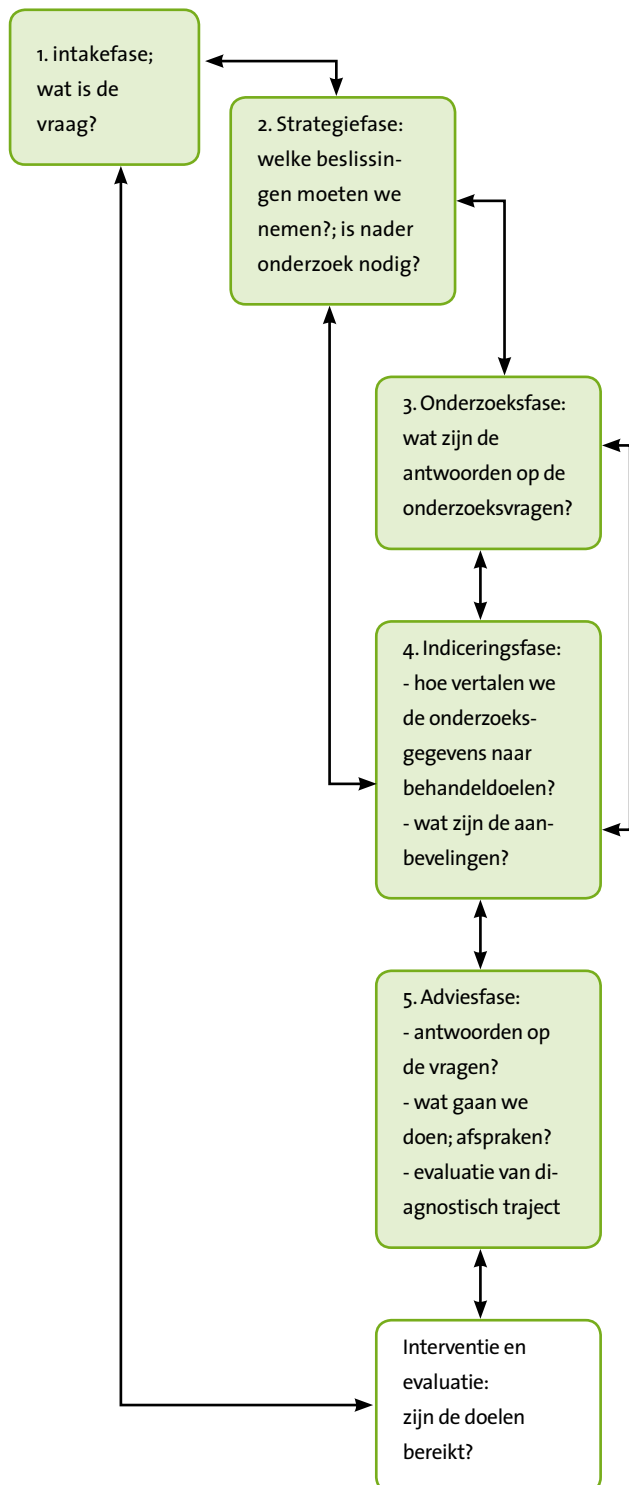 1. intakefase;
wat is de
vraag?
2. Strategiefase:
welke beslissin-
gen moeten we
nemen?; is nader
onderzoek nodig?
3. Onderzoeksfase:
wat zijn de
antwoorden op de
onderzoeksvragen?
4. Indiceringsfase:
- hoe vertalen we
de onderzoeks-
gegevens naar
behandeldoelen?
- wat zijn de aan-
bevelingen?
5. Adviesfase:
- antwoorden op
de vragen?
- wat gaan we
doen; afspraken?
- evaluatie van di-
agnostisch traject
Interventie en
evaluatie:
zijn de doelen
bereikt?